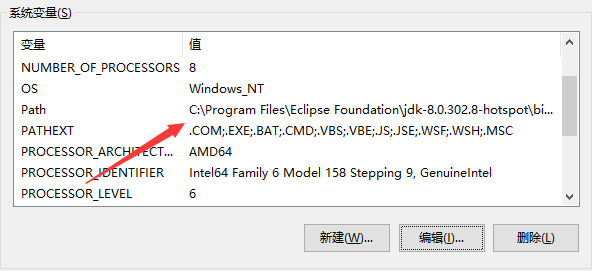 系统变量(S)
变量 值
NUMBER_OF_PROCESSORS 8
OS Windows_NT
Path C:\Program Files\Eclipse Foundation\jdk-8.0.302.8-hotspot\bi...
PATHEXT .COM;.EXE;.BAT;.CMD;.VBS;.VBE;.JS;.JSE;.WSF;.WSH;.MSC
PROCESSOR_ARCHITECT... AMD64
PROCESSOR_IDENTIFIER Intel64 Family 6 Model 158 Stepping 9, GenuineIntel
PROCESSOR_LEVEL 6
新建(W)... 编辑(I)... 删除(L)